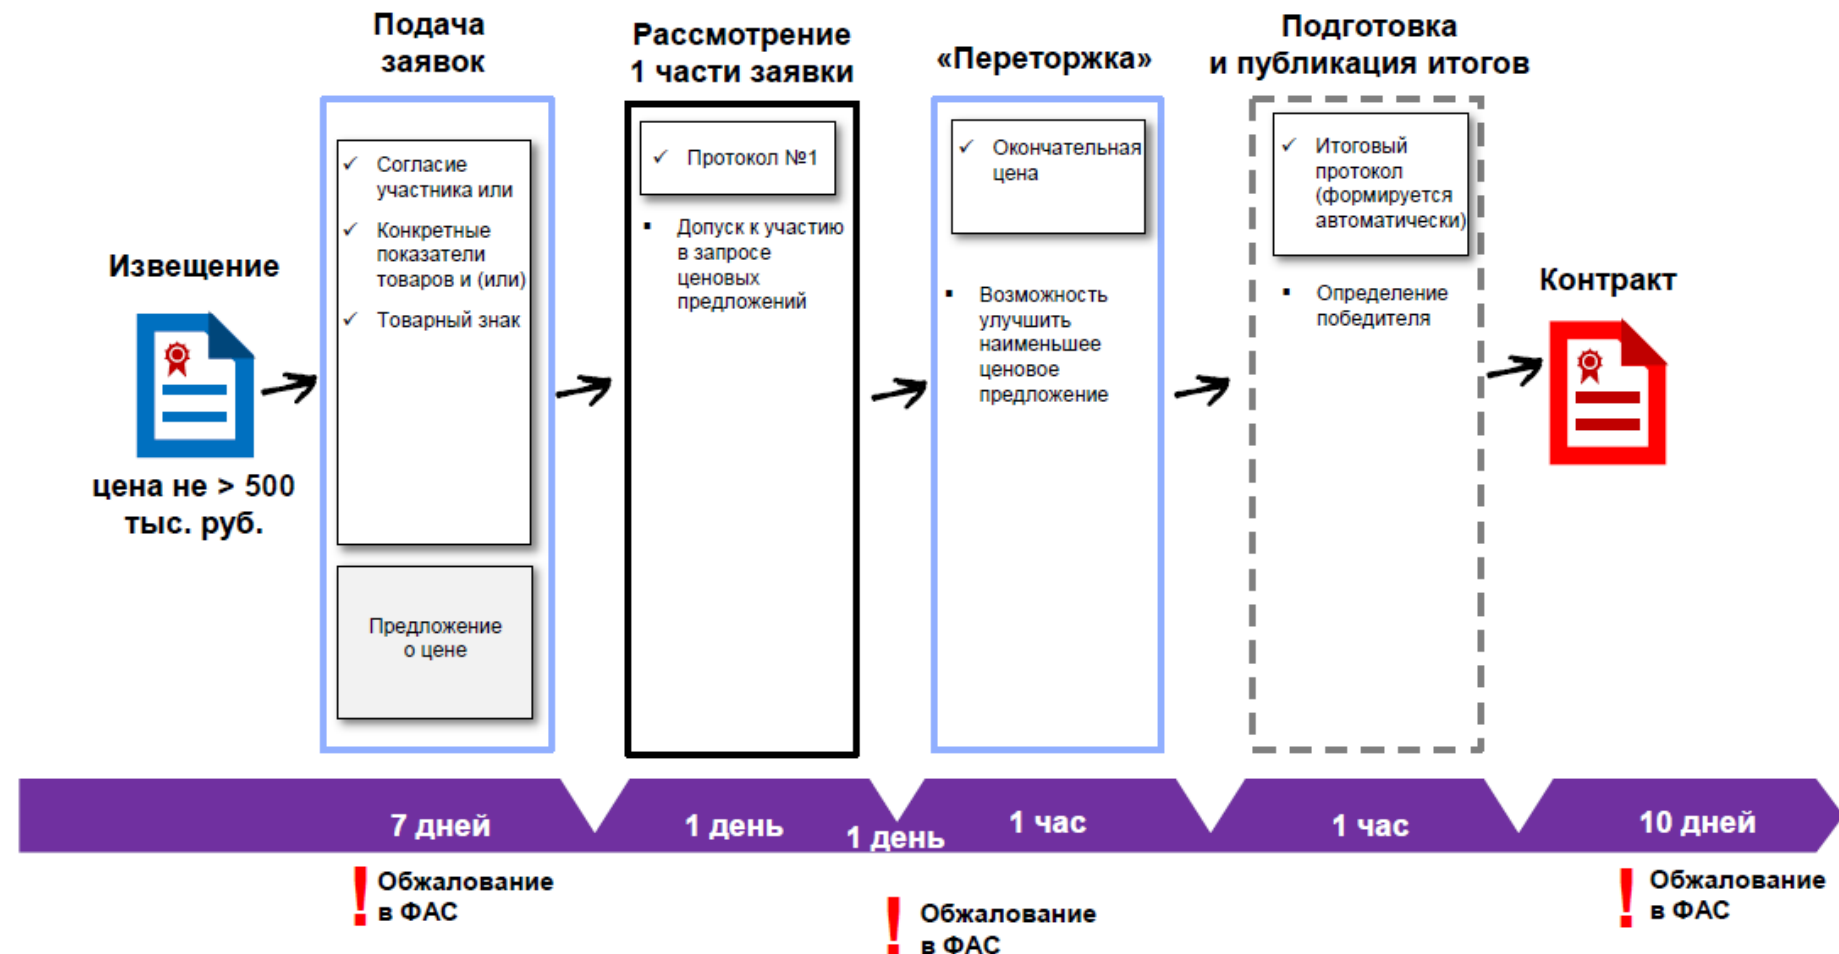 Подача
заявок
Рассмотрение
1 части заявки
«Переторжка»
Подготовка
и публикация итогов
Извещение
цена не > 500
тыс. руб.
✓ Согласие
участника или
✓ Конкретные
показатели
товаров и (или)
✓ Товарный знак
Предложение
о цене
✓ Протокол №1
▪ Допуск к участию
в запросе
ценовых
предложений
✓ Окончательная
цена
▪ Возможность
улучшить
наименьшее
ценовое
предложение
✓ Итоговый
протокол
(формируется
автоматически)
▪ Определение
победителя
Контракт
7 дней
1 день
1 день
1 час
1 час
10 дней
! Обжалование
в ФАС
! Обжалование
в ФАС
! Обжалование
в ФАС